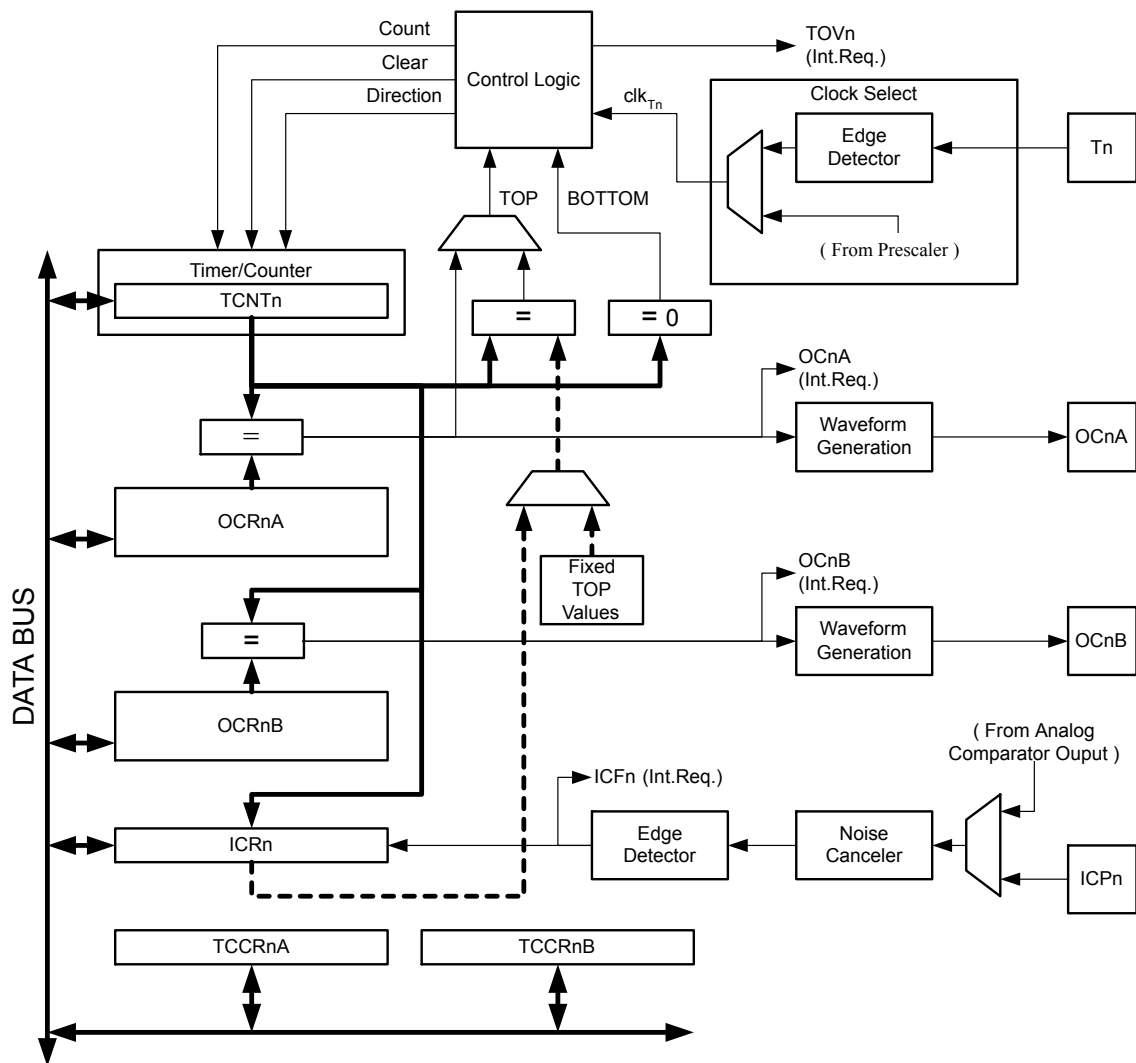 Count
Clear
Direction
Control Logic
TOVn
(Int.Req.)
clkTn
Clock Select
Edge
Detector
Tn
( From Prescaler )
TOP
BOTTOM
Timer/Counter
TCNTn
=
= 0
OCnA
(Int.Req.)
=
Waveform
Generation
OCnA
OCRnA
Fixed
TOP
Values
OCnB
(Int.Req.)
=
Waveform
Generation
OCnB
OCRnB
DATA BUS
( From Analog
Comparator Ouput )
ICFn (Int.Req.)
ICRn
Edge
Detector
Noise
Canceler
ICPn
TCCRnA
TCCRnB